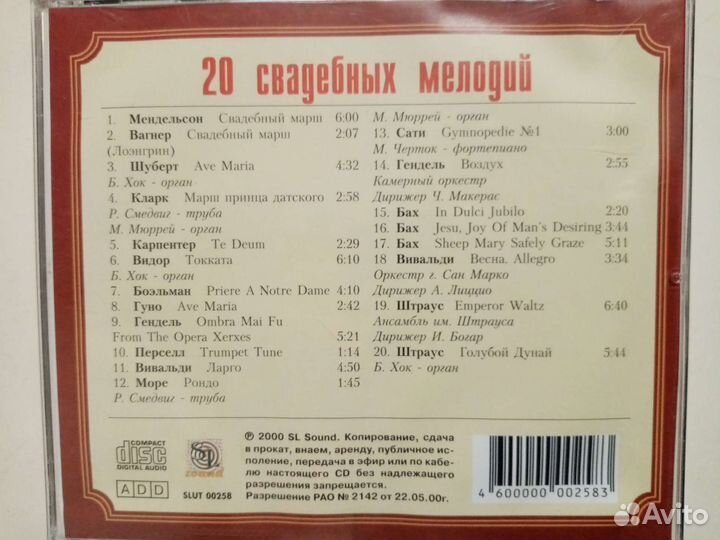 20 свадебных мелодий
1. Мендельсон Свадебный марш 6:00
2. Вагнер Свадебный марш 2:07
(Лоэнгрин)
3. Шуберт Ave Maria 4:32
Б. Хок - орган
4. Кларк Марш принца датского 2:58
Р. Смедвиг - труба
М. Мюррей - орган
5. Карпентер Te Deum 2:29
6. Видор Токката 6:10
Б. Хок - орган
7. Боэльман Priere A Notre Dame 4:10
8. Гуно Ave Maria 2:42
9. Гендель Ombra Mai Fu
From The Opera Xerxes 5:21
10. Перселл Trumpet Tune 1:14
11. Вивальди Ларго 4:50
12. Море Рондо 1:45
Р. Смедвиг - труба
М. Мюррей - орган
13. Сати Gymnopedie №1 3:00
М. Черток - фортепиано
14. Гендель Воздух 2:55
Камерный оркестр
Дирижер Ч. Макерас
15. Бах In Dulci Jubilo 2:20
16. Бах Jesu, Joy Of Man's Desiring 3:44
17. Бах Sheep Mary Safely Graze 5:11
18 Вивальди Весна. Allegro 3:34
Оркестр г. Сан Марко
Дирижер А. Лиццио
19. Штраус Emperor Waltz 6:40
Ансамбль им. Штрауса
Дирижер И. Богар
20. Штраус Голубой Дунай 5:44
Б. Хок - орган
COMPACT
disc
DIGITAL AUDIO
ADD
SL
sound
SLUT 00258
℗ 2000 SL Sound. Копирование, сдача
в прокат, внаем, аренду, публичное ис-
полнение, передача в эфир или по кабе-
лю настоящего CD без надлежащего
разрешения запрещается.
Разрешение РАО № 2142 от 22.05.00г.
4 600000 002583
Avito